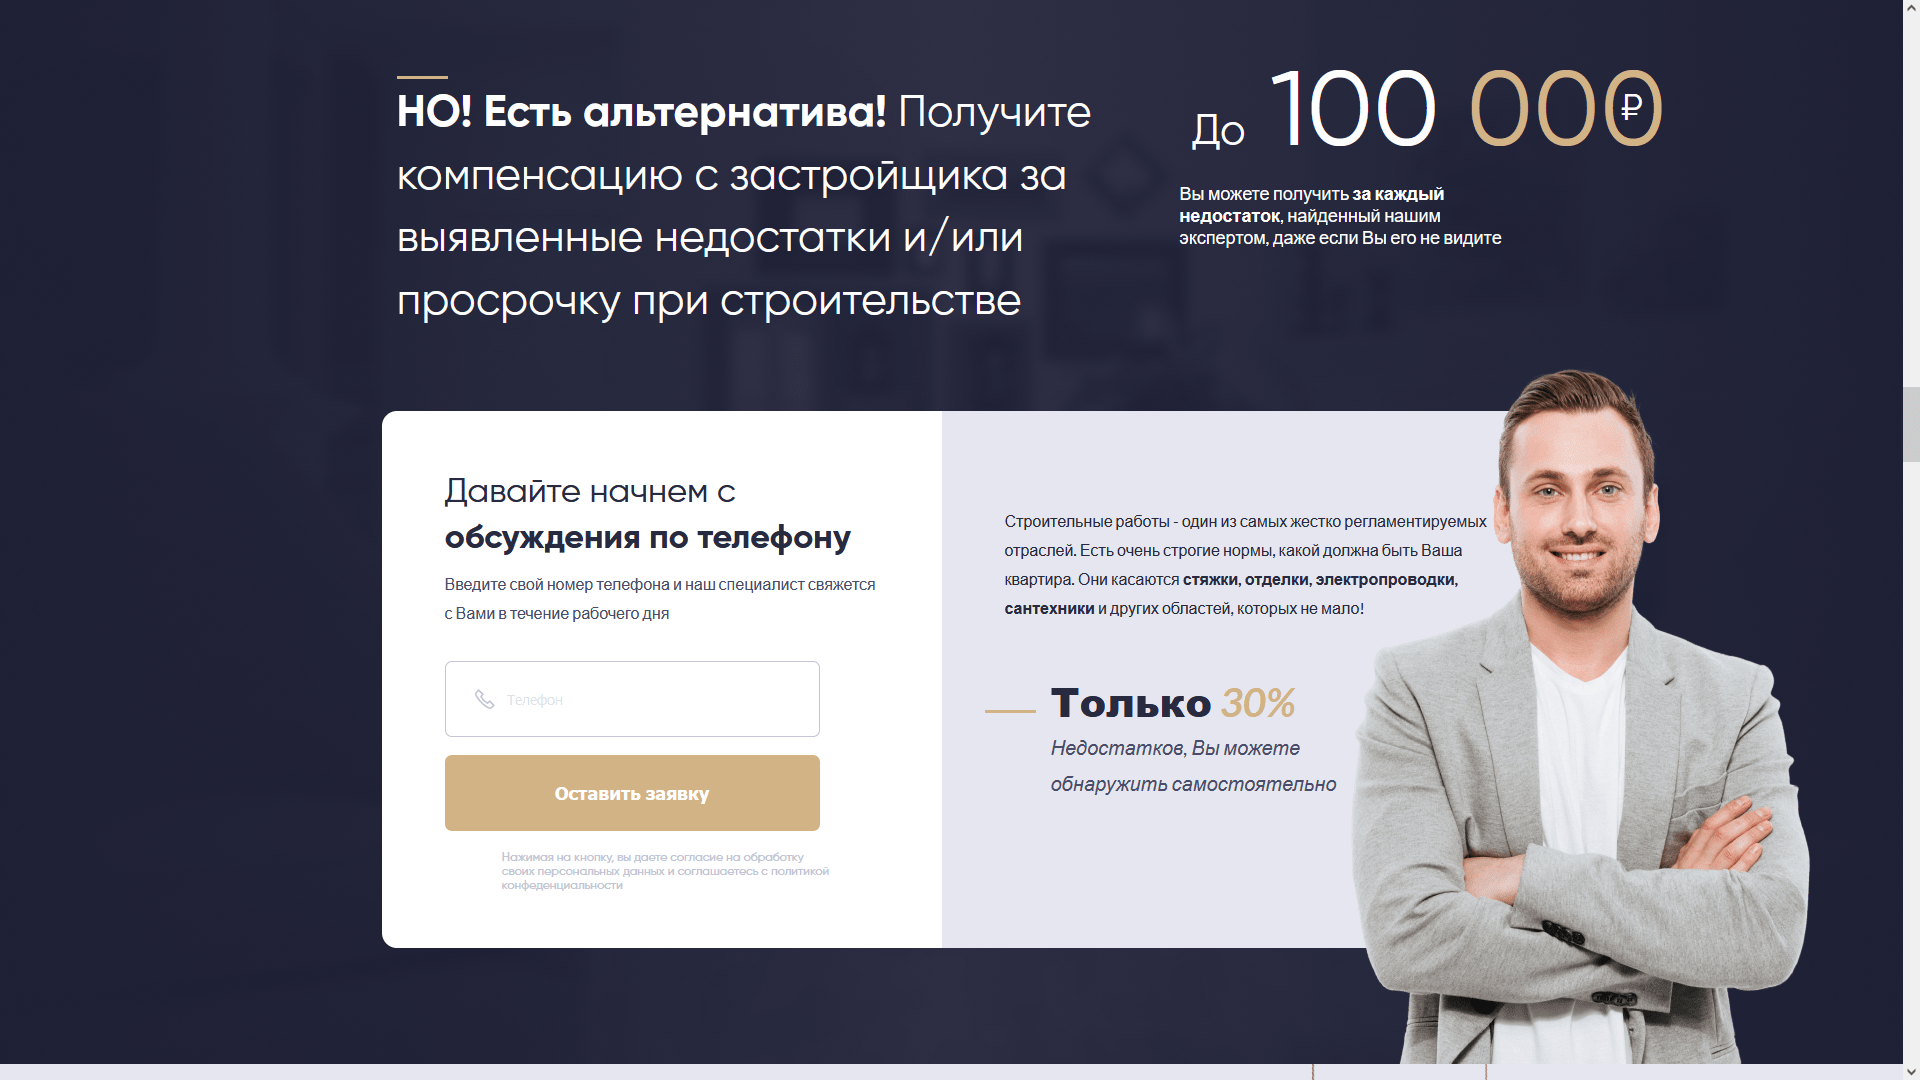 НО! Есть альтернатива! Получите
компенсацию с застройщика за
выявленные недостатки и/или
просрочку при строительстве
До 100 000 ₽
Вы можете получить за каждый
недостаток, найденный нашим
экспертом, даже если Вы его не видите
Давайте начнем с
обсуждения по телефону
Введите свой номер телефона и наш специалист свяжется
с Вами в течение рабочего дня
Телефон
Оставить заявку
Нажимая на кнопку, вы даете согласие на обработку
своих персональных данных и соглашаетесь с политикой
конфеденциальности
Строительные работы - один из самых жестко регламентируемых
отраслей. Есть очень строгие нормы, какой должна быть Ваша
квартира. Они касаются стяжки, отделки, электропроводки,
сантехники и других областей, которых не мало!
Только 30%
Недостатков, Вы можете
обнаружить самостоятельно